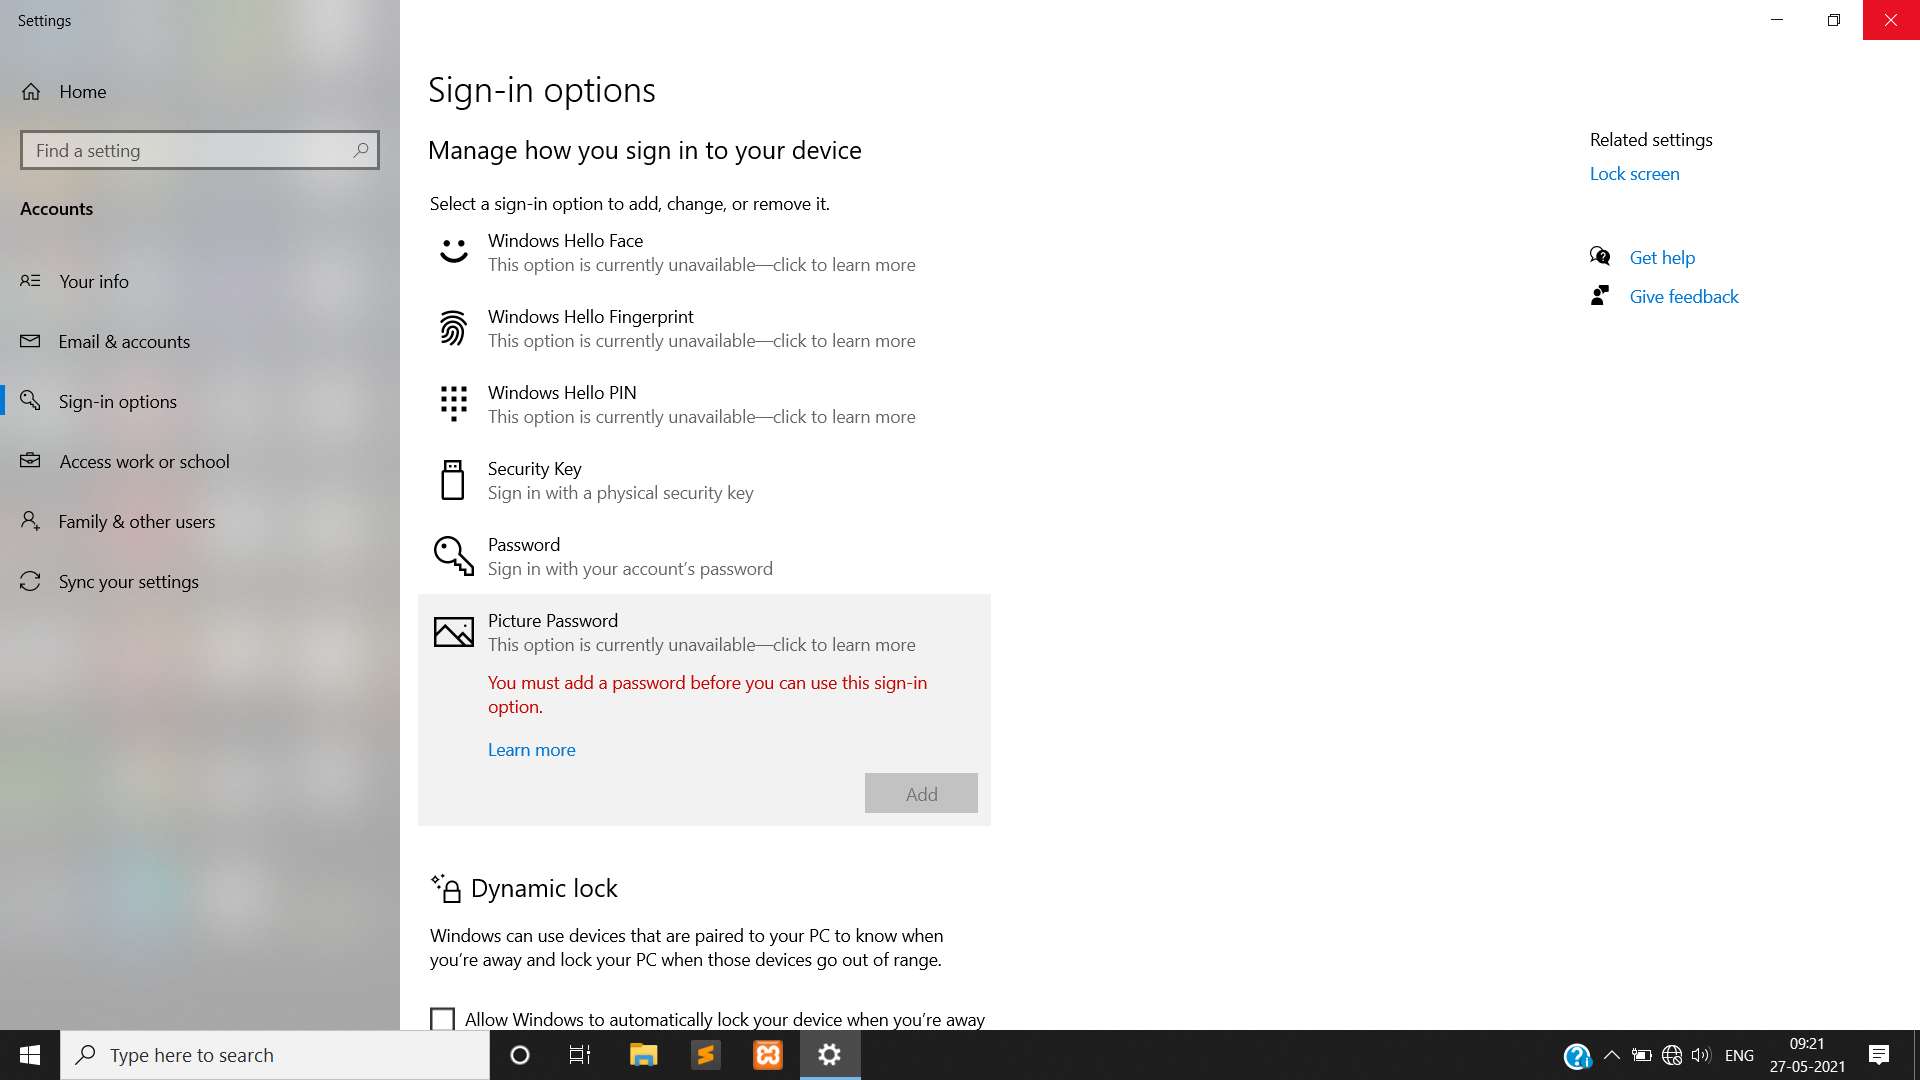 Settings
Home
Find a setting
Accounts
Your info
Email & accounts
Sign-in options
Access work or school
Family & other users
Sync your settings
Sign-in options
Manage how you sign in to your device
Select a sign-in option to add, change, or remove it.
Windows Hello Face
This option is currently unavailable—click to learn more
Windows Hello Fingerprint
This option is currently unavailable—click to learn more
Windows Hello PIN
This option is currently unavailable—click to learn more
Security Key
Sign in with a physical security key
Password
Sign in with your account's password
Picture Password
This option is currently unavailable—click to learn more
You must add a password before you can use this sign-in
option.
Learn more
Add
Dynamic lock
Windows can use devices that are paired to your PC to know when
you're away and lock your PC when those devices go out of range.
Allow Windows to automatically lock your device when you're away
Related settings
Lock screen
Get help
Give feedback
Type here to search
ENG
09:21
27-05-2021